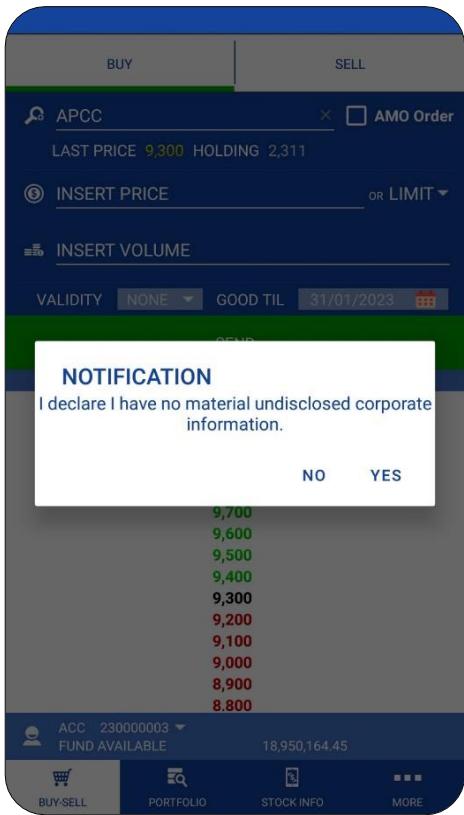 BUY SELL
APCC × AMO Order
LAST PRICE 9,300 HOLDING 2,311
INSERT PRICE OR LIMIT
INSERT VOLUME
VALIDITY NONE GOOD TIL 31/01/2023
SEND
NOTIFICATION
I declare I have no material undisclosed corporate
information.
NO YES
9,700
9,600
9,500
9,400
9,300
9,200
9,100
9,000
8,900
8.800
ACC 230000003
FUND AVAILABLE 18,950,164.45
BUY-SELL PORTFOLIO STOCK INFO MORE